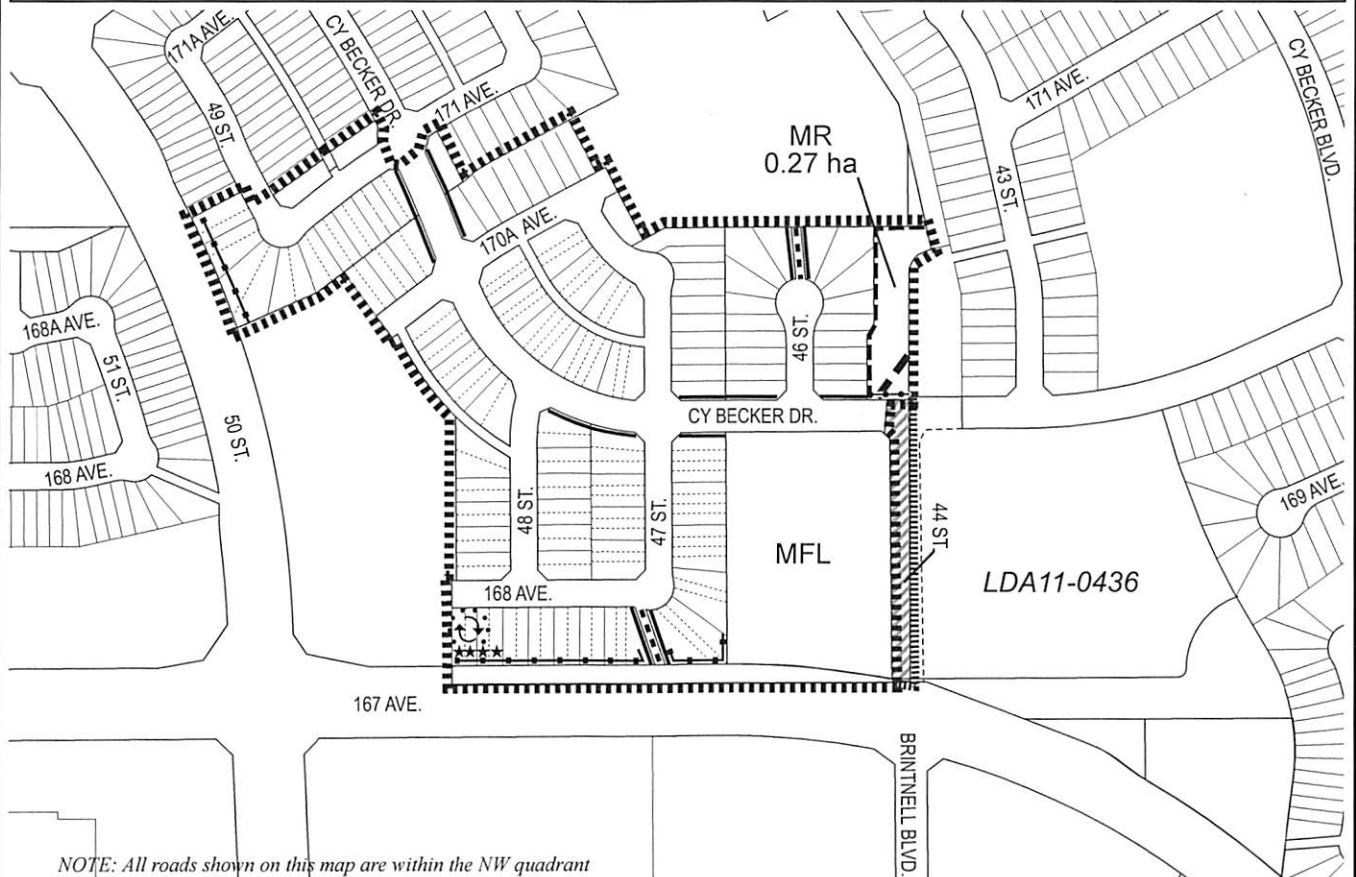 171A AVE.
CY BECKER DR.
171 AVE.
49 ST.
MR
0.27 ha
171 AVE.
CY BECKER BLVD.
43 ST.
170A AVE.
168A AVE.
51 ST.
46 ST.
50 ST.
CY BECKER DR.
168 AVE.
48 ST.
47 ST.
44 ST.
169 AVE.
MFL
LDA11-0436
168 AVE.
167 AVE.
BRINTNELL BLVD.
NOTE: All roads shown on this map are within the NW quadrant